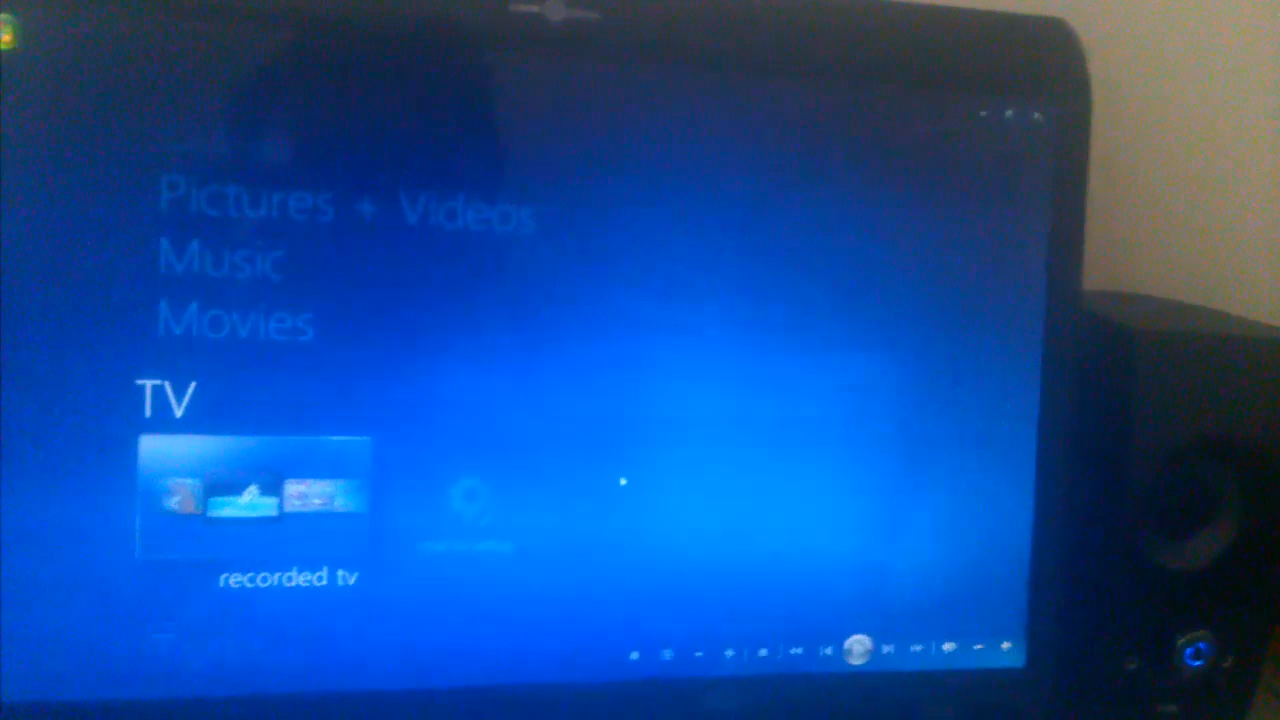 Pictures + Videos
Music
Movies
TV
recorded tv